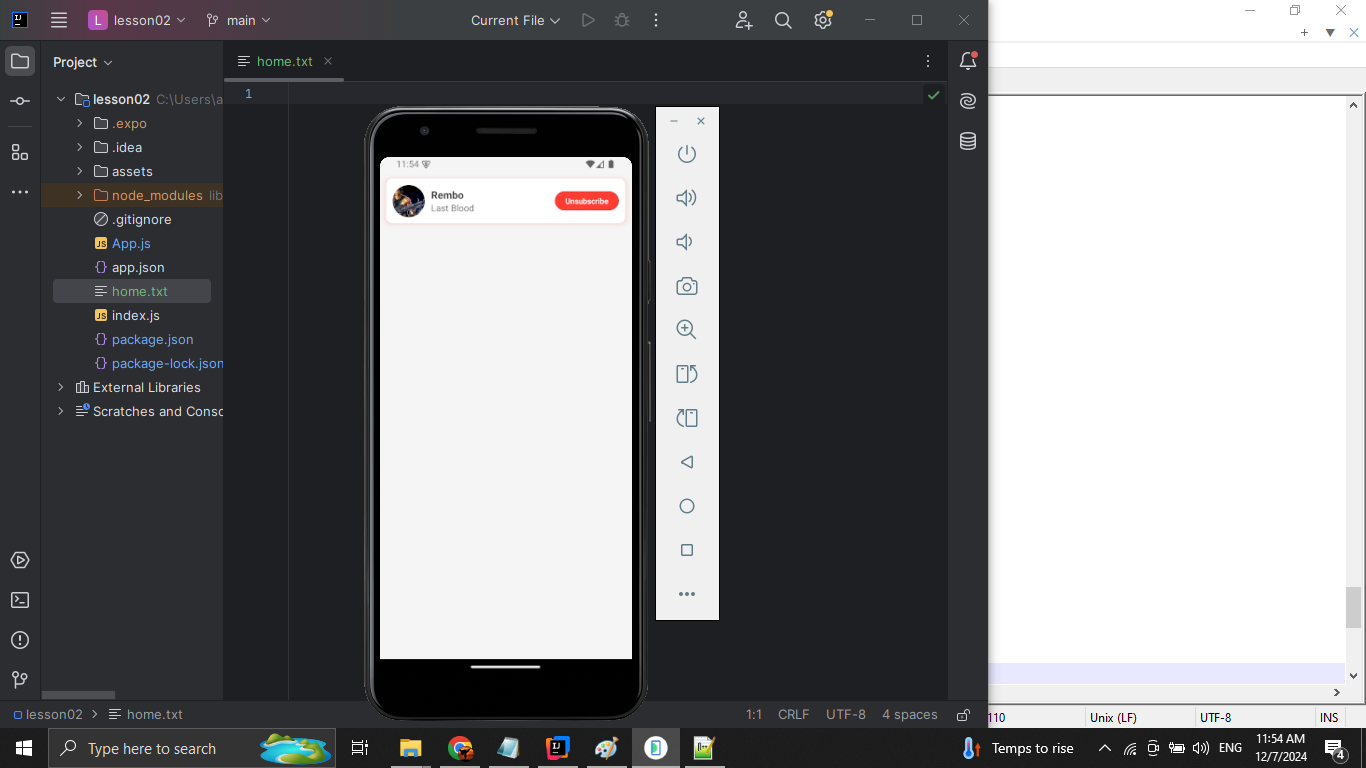 L lesson02 main Current File
Project
home.txt
1
lesson02 C:\Users\a
.expo
.idea
assets
node_modules lib
.gitignore
JS App.js
app.json
home.txt
JS index.js
package.json
package-lock.json
External Libraries
Scratches and Conso
11:54
Rembo
Last Blood
Unsubscribe
lesson02 home.txt
1:1 CRLF UTF-8 4 spaces
110 Unix (LF) UTF-8 INS
Type here to search
Temps to rise
ENG
11:54 AM
12/7/2024
4